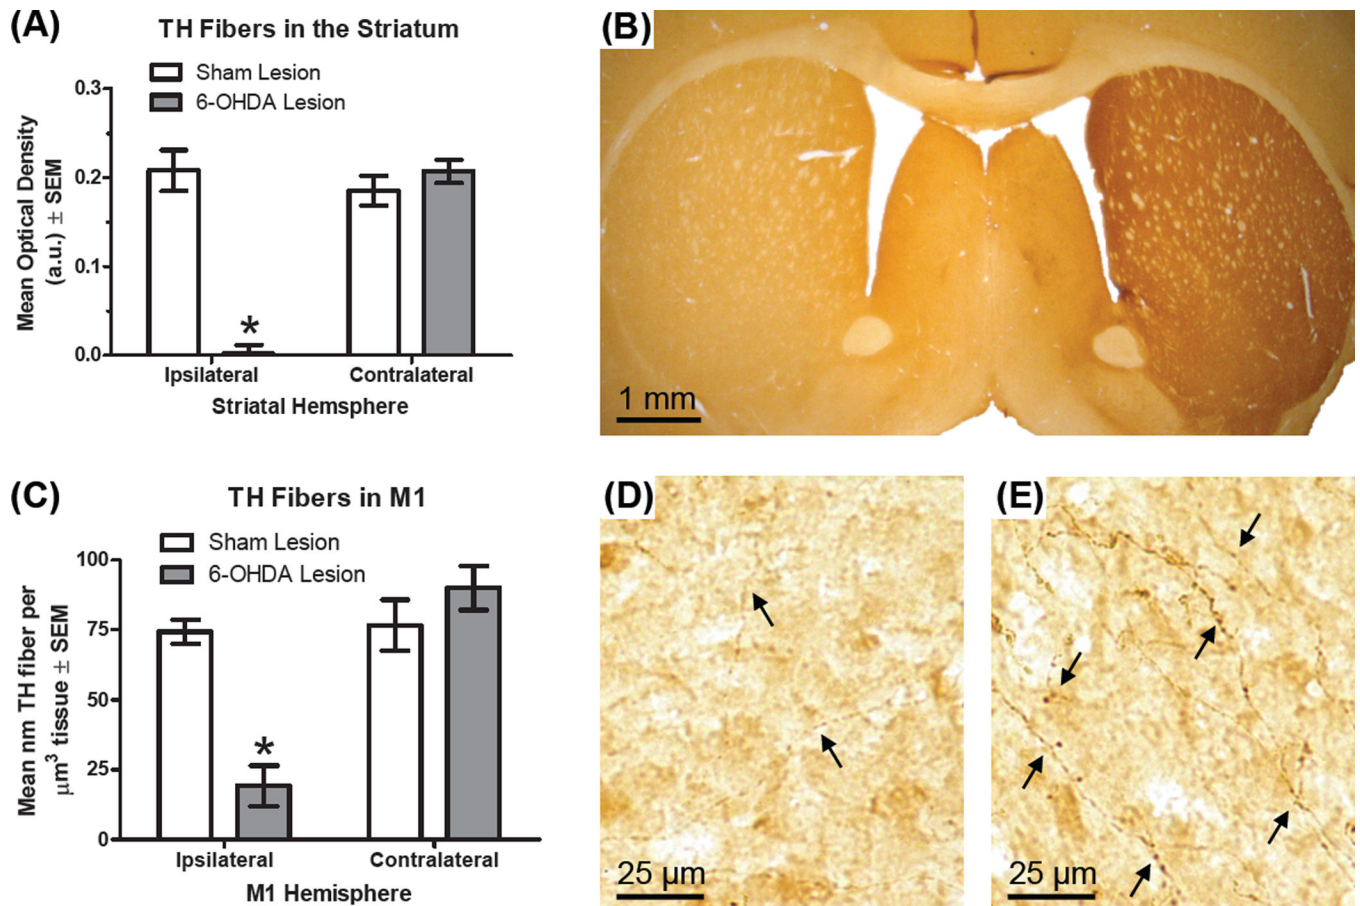 (A)
TH Fibers in the Striatum
Sham Lesion
6-OHDA Lesion
Mean Optical Density
(a.u.) ± SEM
0.3
0.2
0.1
0.0
*
Ipsilateral
Contralateral
Striatal Hemsphere
(B)
1 mm
(C)
TH Fibers in M1
Sham Lesion
6-OHDA Lesion
Mean nm TH fiber per
µm³ tissue ± SEM
100
75
50
25
0
*
Ipsilateral
Contralateral
M1 Hemisphere
(D)
25 µm
(E)
25 µm